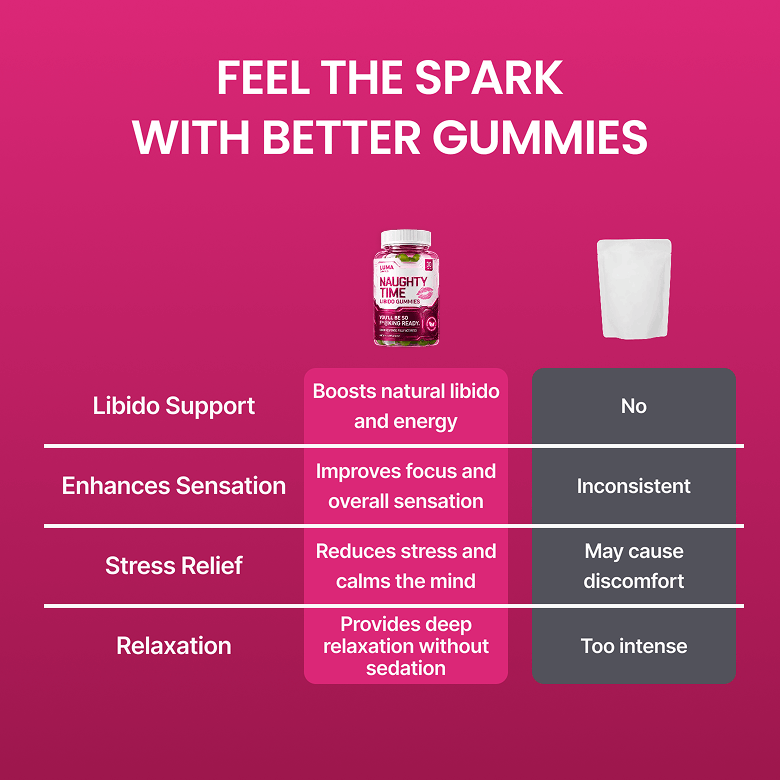 FEEL THE SPARK
WITH BETTER GUMMIES
LUMA
NAUGHTY
TIME
LIBIDO GUMMIES
YOU'LL BE SO
F*@KING READY.
Libido Support
Boosts natural libido
and energy
No
Enhances Sensation
Improves focus and
overall sensation
Inconsistent
Stress Relief
Reduces stress and
calms the mind
May cause
discomfort
Relaxation
Provides deep
relaxation without
sedation
Too intense